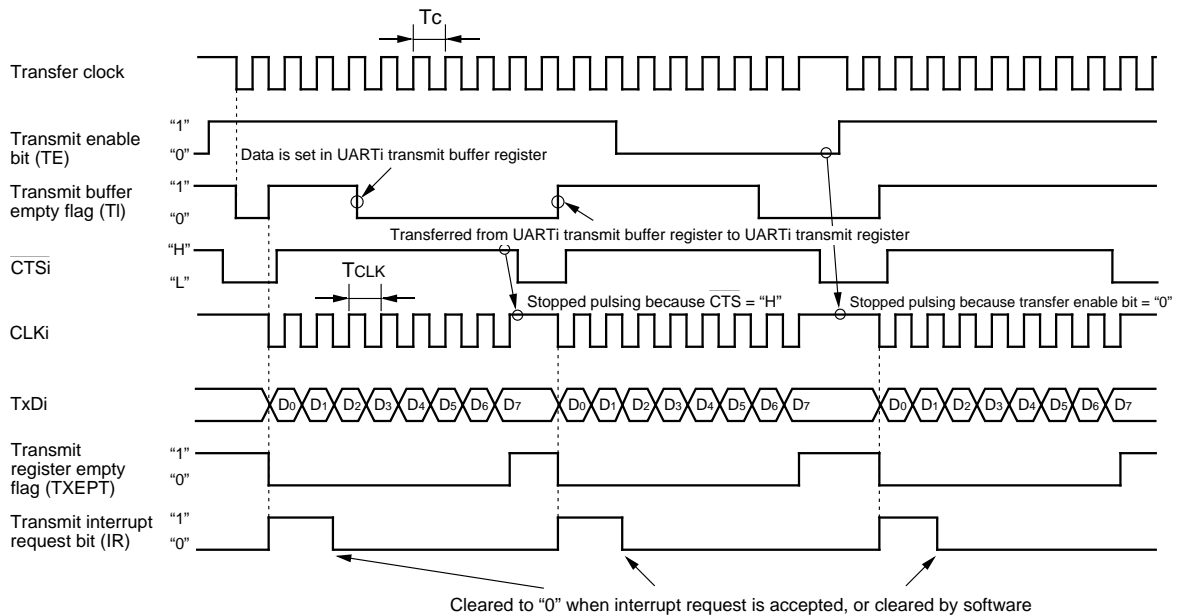 Tc
Transfer clock
Transmit enable
bit (TE)
“1”
“0”
Data is set in UARTi transmit buffer register
Transmit buffer
empty flag (TI)
“1”
“0”
Transferred from UARTi transmit buffer register to UARTi transmit register
CTSi
“H”
“L”
TCLK
Stopped pulsing because CTS = “H”
Stopped pulsing because transfer enable bit = “0”
CLKi
TxDi
D0 D1 D2 D3 D4 D5 D6 D7 D0 D1 D2 D3 D4 D5 D6 D7 D0 D1 D2 D3 D4 D5 D6 D7
Transmit
register empty
flag (TXEPT)
“1”
“0”
Transmit interrupt
request bit (IR)
“1”
“0”
Cleared to “0” when interrupt request is accepted, or cleared by software